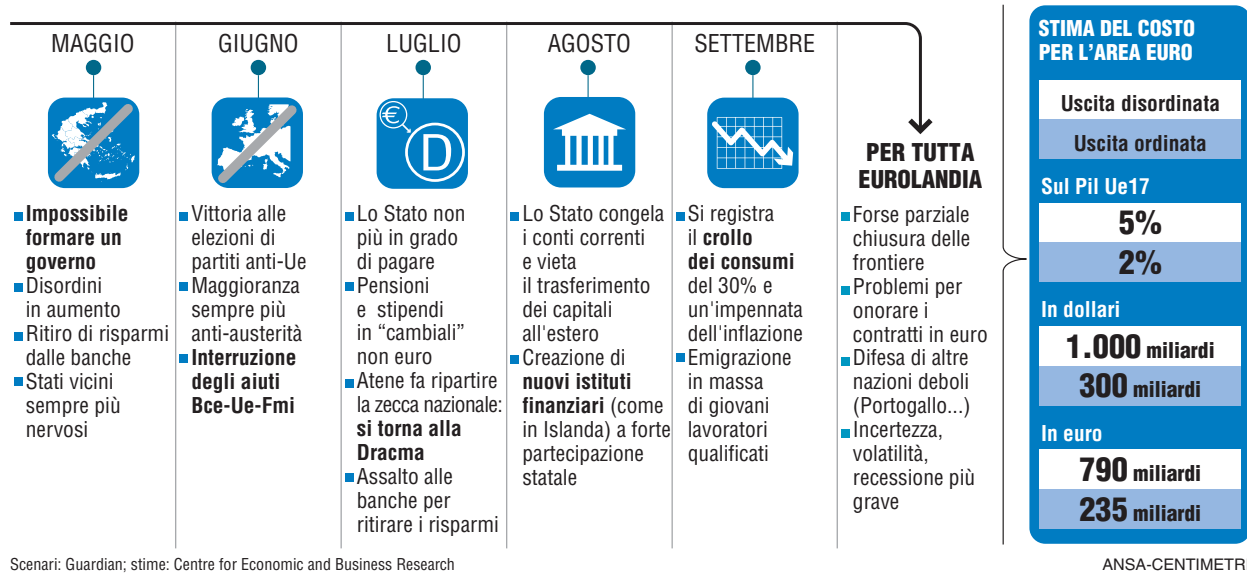 MAGGIO
Impossibile
formare un
governo
Disordini
in aumento
Ritiro di risparmi
dalle banche
Stati vicini
sempre più
nervosi
GIUGNO
Vittoria alle
elezioni di
partiti anti-Ue
Maggioranza
sempre più
anti-austerità
Interruzione
degli aiuti
Bce-Ue-Fmi
LUGLIO
€
D
Lo Stato non
più in grado
di pagare
Pensioni
e stipendi
in “cambiali”
non euro
Atene fa ripartire
la zecca nazionale:
si torna alla
Dracma
Assalto alle
banche per
ritirare i risparmi
AGOSTO
Lo Stato congela
i conti correnti
e vieta
il trasferimento
dei capitali
all'estero
Creazione di
nuovi istituti
finanziari (come
in Islanda) a forte
partecipazione
statale
SETTEMBRE
Si registra
il crollo
dei consumi
del 30% e
un'impennata
dell'inflazione
Emigrazione
in massa
di giovani
lavoratori
qualificati
PER TUTTA
EUROLANDIA
Forse parziale
chiusura delle
frontiere
Problemi per
onorare i
contratti in euro
Difesa di altre
nazioni deboli
(Portogallo...)
Incertezza,
volatilità,
recessione più
grave
STIMA DEL COSTO
PER L’AREA EURO
Uscita disordinata
Uscita ordinata
Sul Pil Ue17
5%
2%
In dollari
1.000 miliardi
300 miliardi
In euro
790 miliardi
235 miliardi
Scenari: Guardian; stime: Centre for Economic and Business Research
ANSA-CENTIMETR